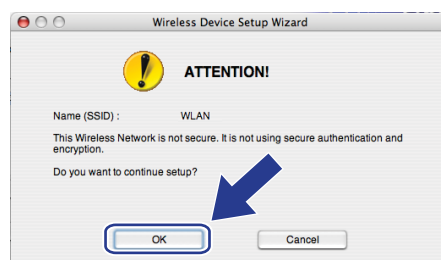 Wireless Device Setup Wizard
ATTENTION!
Name (SSID) : WLAN
This Wireless Network is not secure. It is not using secure authentication and
encryption.
Do you want to continue setup?
OK Cancel